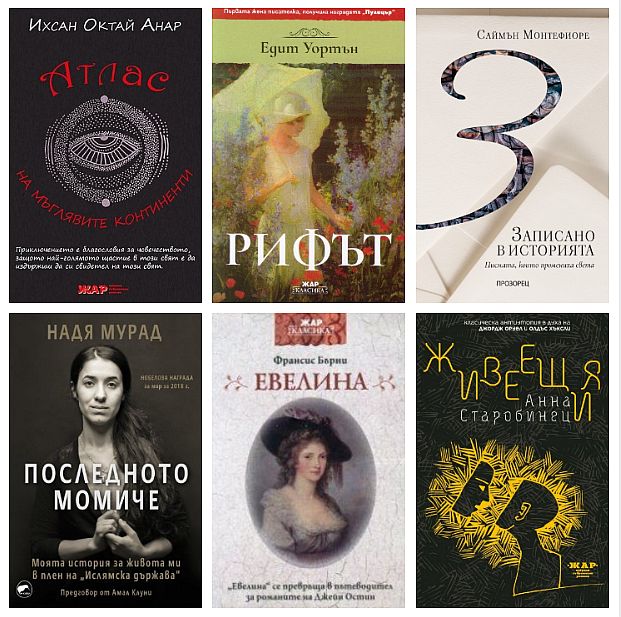 Ихсан Октай Анар
Атлас
на мъглявите континенти
Приключението е благословия за човечеството,
защото най-голямото щастие в този свят е да
издържиш да си свидетел на този свят.
ЖАР
Първата жена писателка, получила наградата „Пулицър"
Едит Уортън
РИФЪТ
ЖАР
КЛАСИКА
Саймън Монтефиоре
Записано
в историята
Писмата, които промениха света
ПРОЗОРЕЦ
НАДЯ МУРАД
НОБЕЛОВА НАГРАДА
за мир за 2018 г.
ПОСЛЕДНОТО
МОМИЧЕ
Моята история за живота ми
в плен на „Ислямска държава"
Предговор от Амал Клуни
ЖАР
КЛАСИКА
Франсис Бърни
ЕВЕЛИНА
„Евелина" се превръща в пътеводител
за романите на Джейн Остин
класическа антиутопия в духа на
ДЖОРДЖ ОРУЕЛ И ОЛДЪС ХЪКСЛИ
ЖИВЕЕЩИЯ
Анна
Старобинец
ЖАР